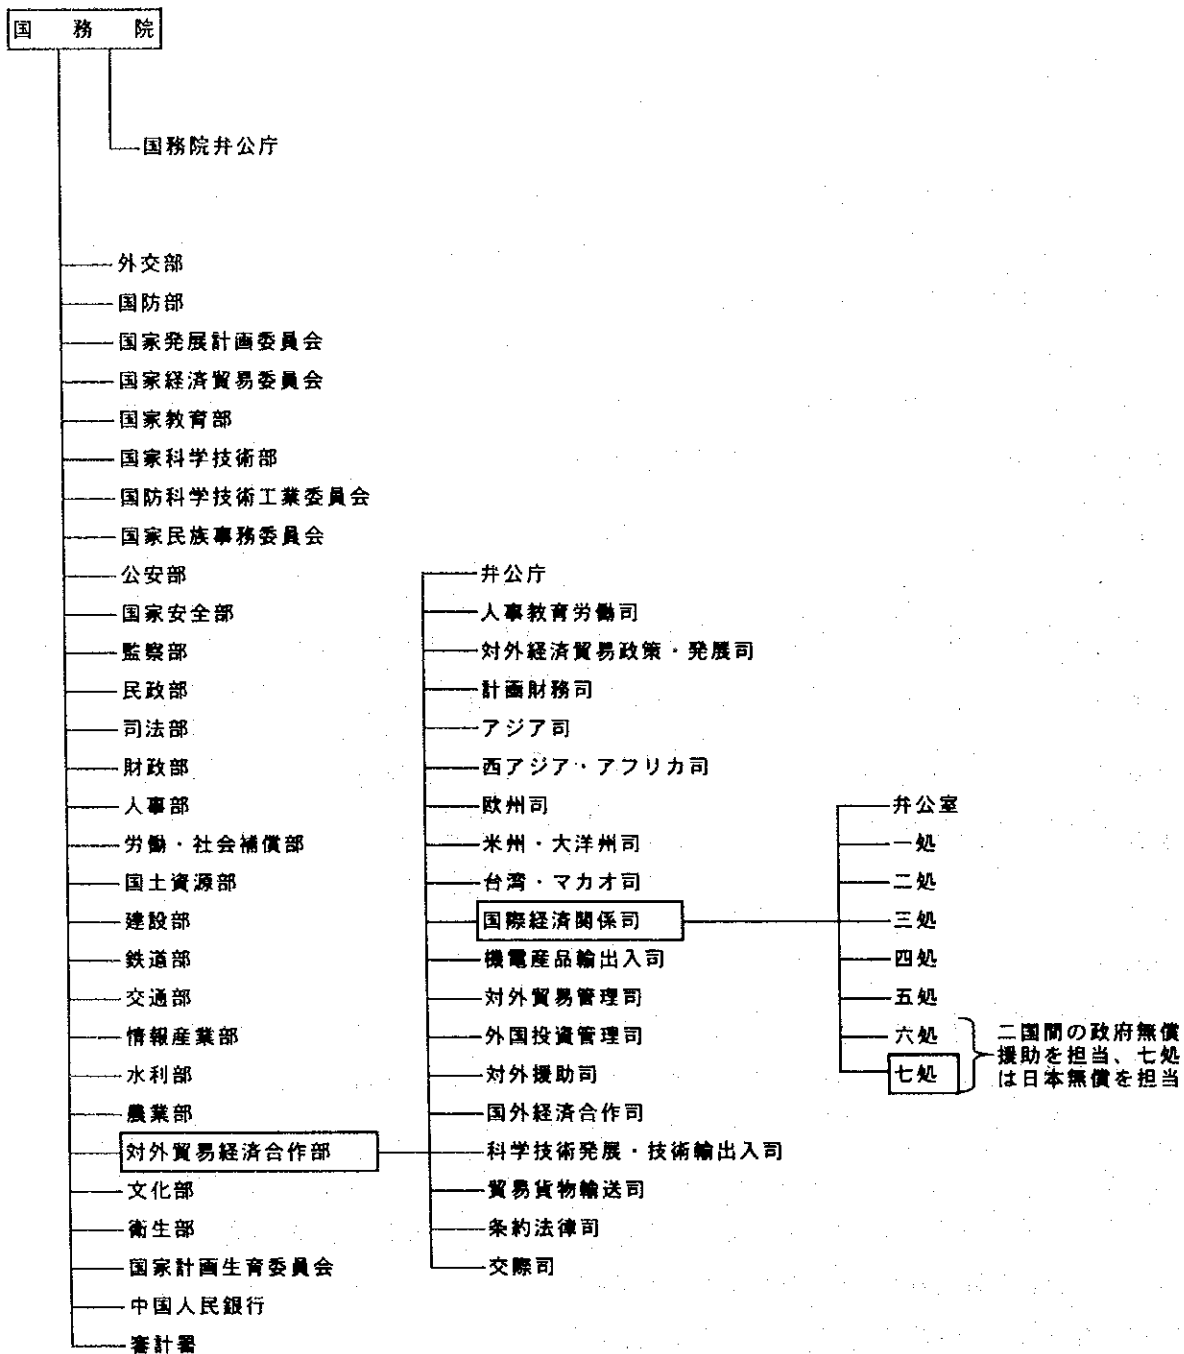 国務院
国務院弁公庁
外交部
国防部
国家発展計画委員会
国家経済貿易委員会
国家教育部
国家科学技術部
国防科学技術工業委員会
国家民族事務委員会
公安部
国家安全部
監察部
民政部
司法部
財政部
人事部
労働・社会補償部
国土資源部
建設部
鉄道部
交通部
情報産業部
水利部
農業部
対外貿易経済合作部
文化部
衛生部
国家計画生育委員会
中国人民銀行
審計署
弁公庁
人事教育労働司
対外経済貿易政策・発展司
計画財務司
アジア司
西アジア・アフリカ司
欧州司
米州・大洋州司
台湾・マカオ司
国際経済関係司
機電産品輸出入司
対外貿易管理司
外国投資管理司
対外援助司
国外経済合作司
科学技術発展・技術輸出入司
貿易貨物輸送司
条約法律司
交際司
弁公室
一処
二処
三処
四処
五処
六処
七処
二国間の政府無償
援助を担当、七処
は日本無償を担当